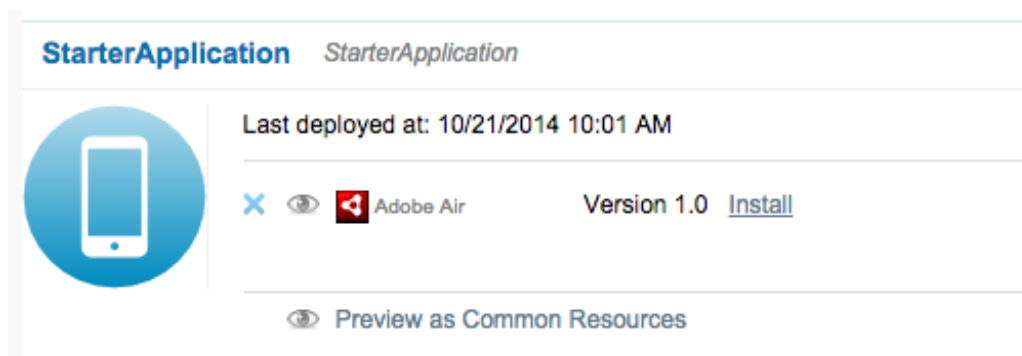 StarterApplication StarterApplication
Last deployed at: 10/21/2014 10:01 AM
Adobe Air Version 1.0 Install
Preview as Common Resources